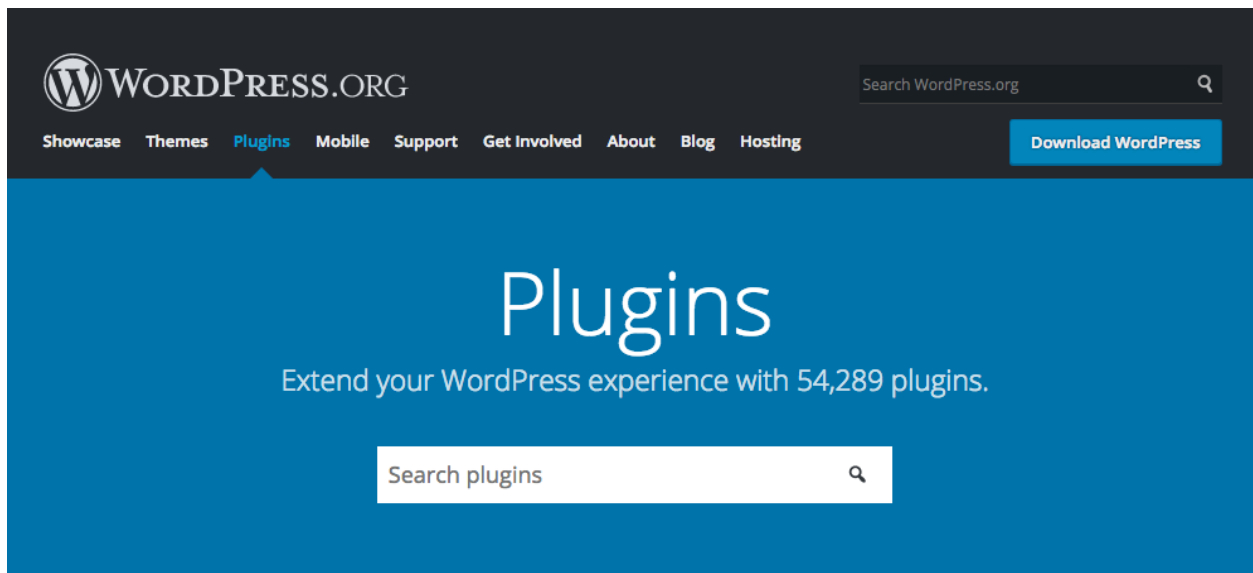 WORDPRESS.ORG
Search WordPress.org
Showcase Themes Plugins Mobile Support Get Involved About Blog Hosting
Download WordPress
Plugins
Extend your WordPress experience with 54,289 plugins.
Search plugins